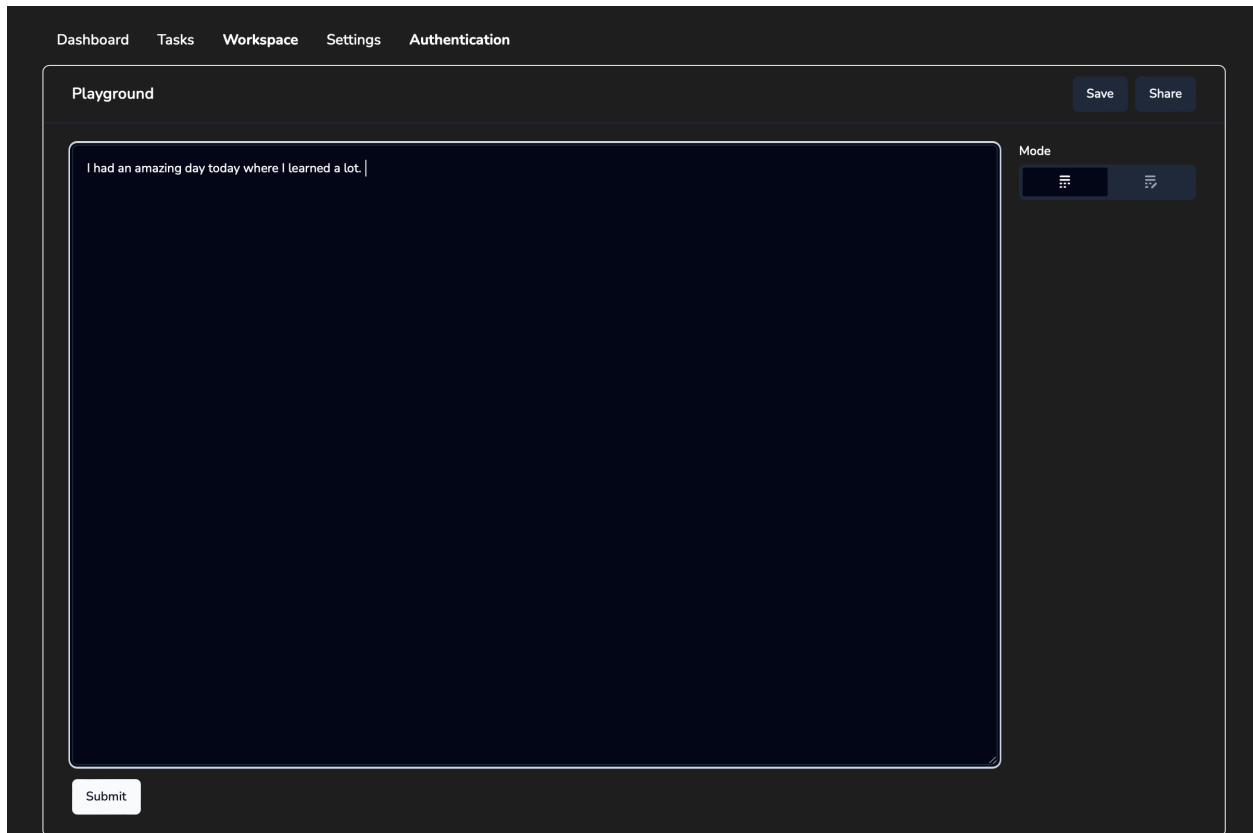 Dashboard Tasks Workspace Settings Authentication
Playground Save Share
I had an amazing day today where I learned a lot.
Mode
Submit